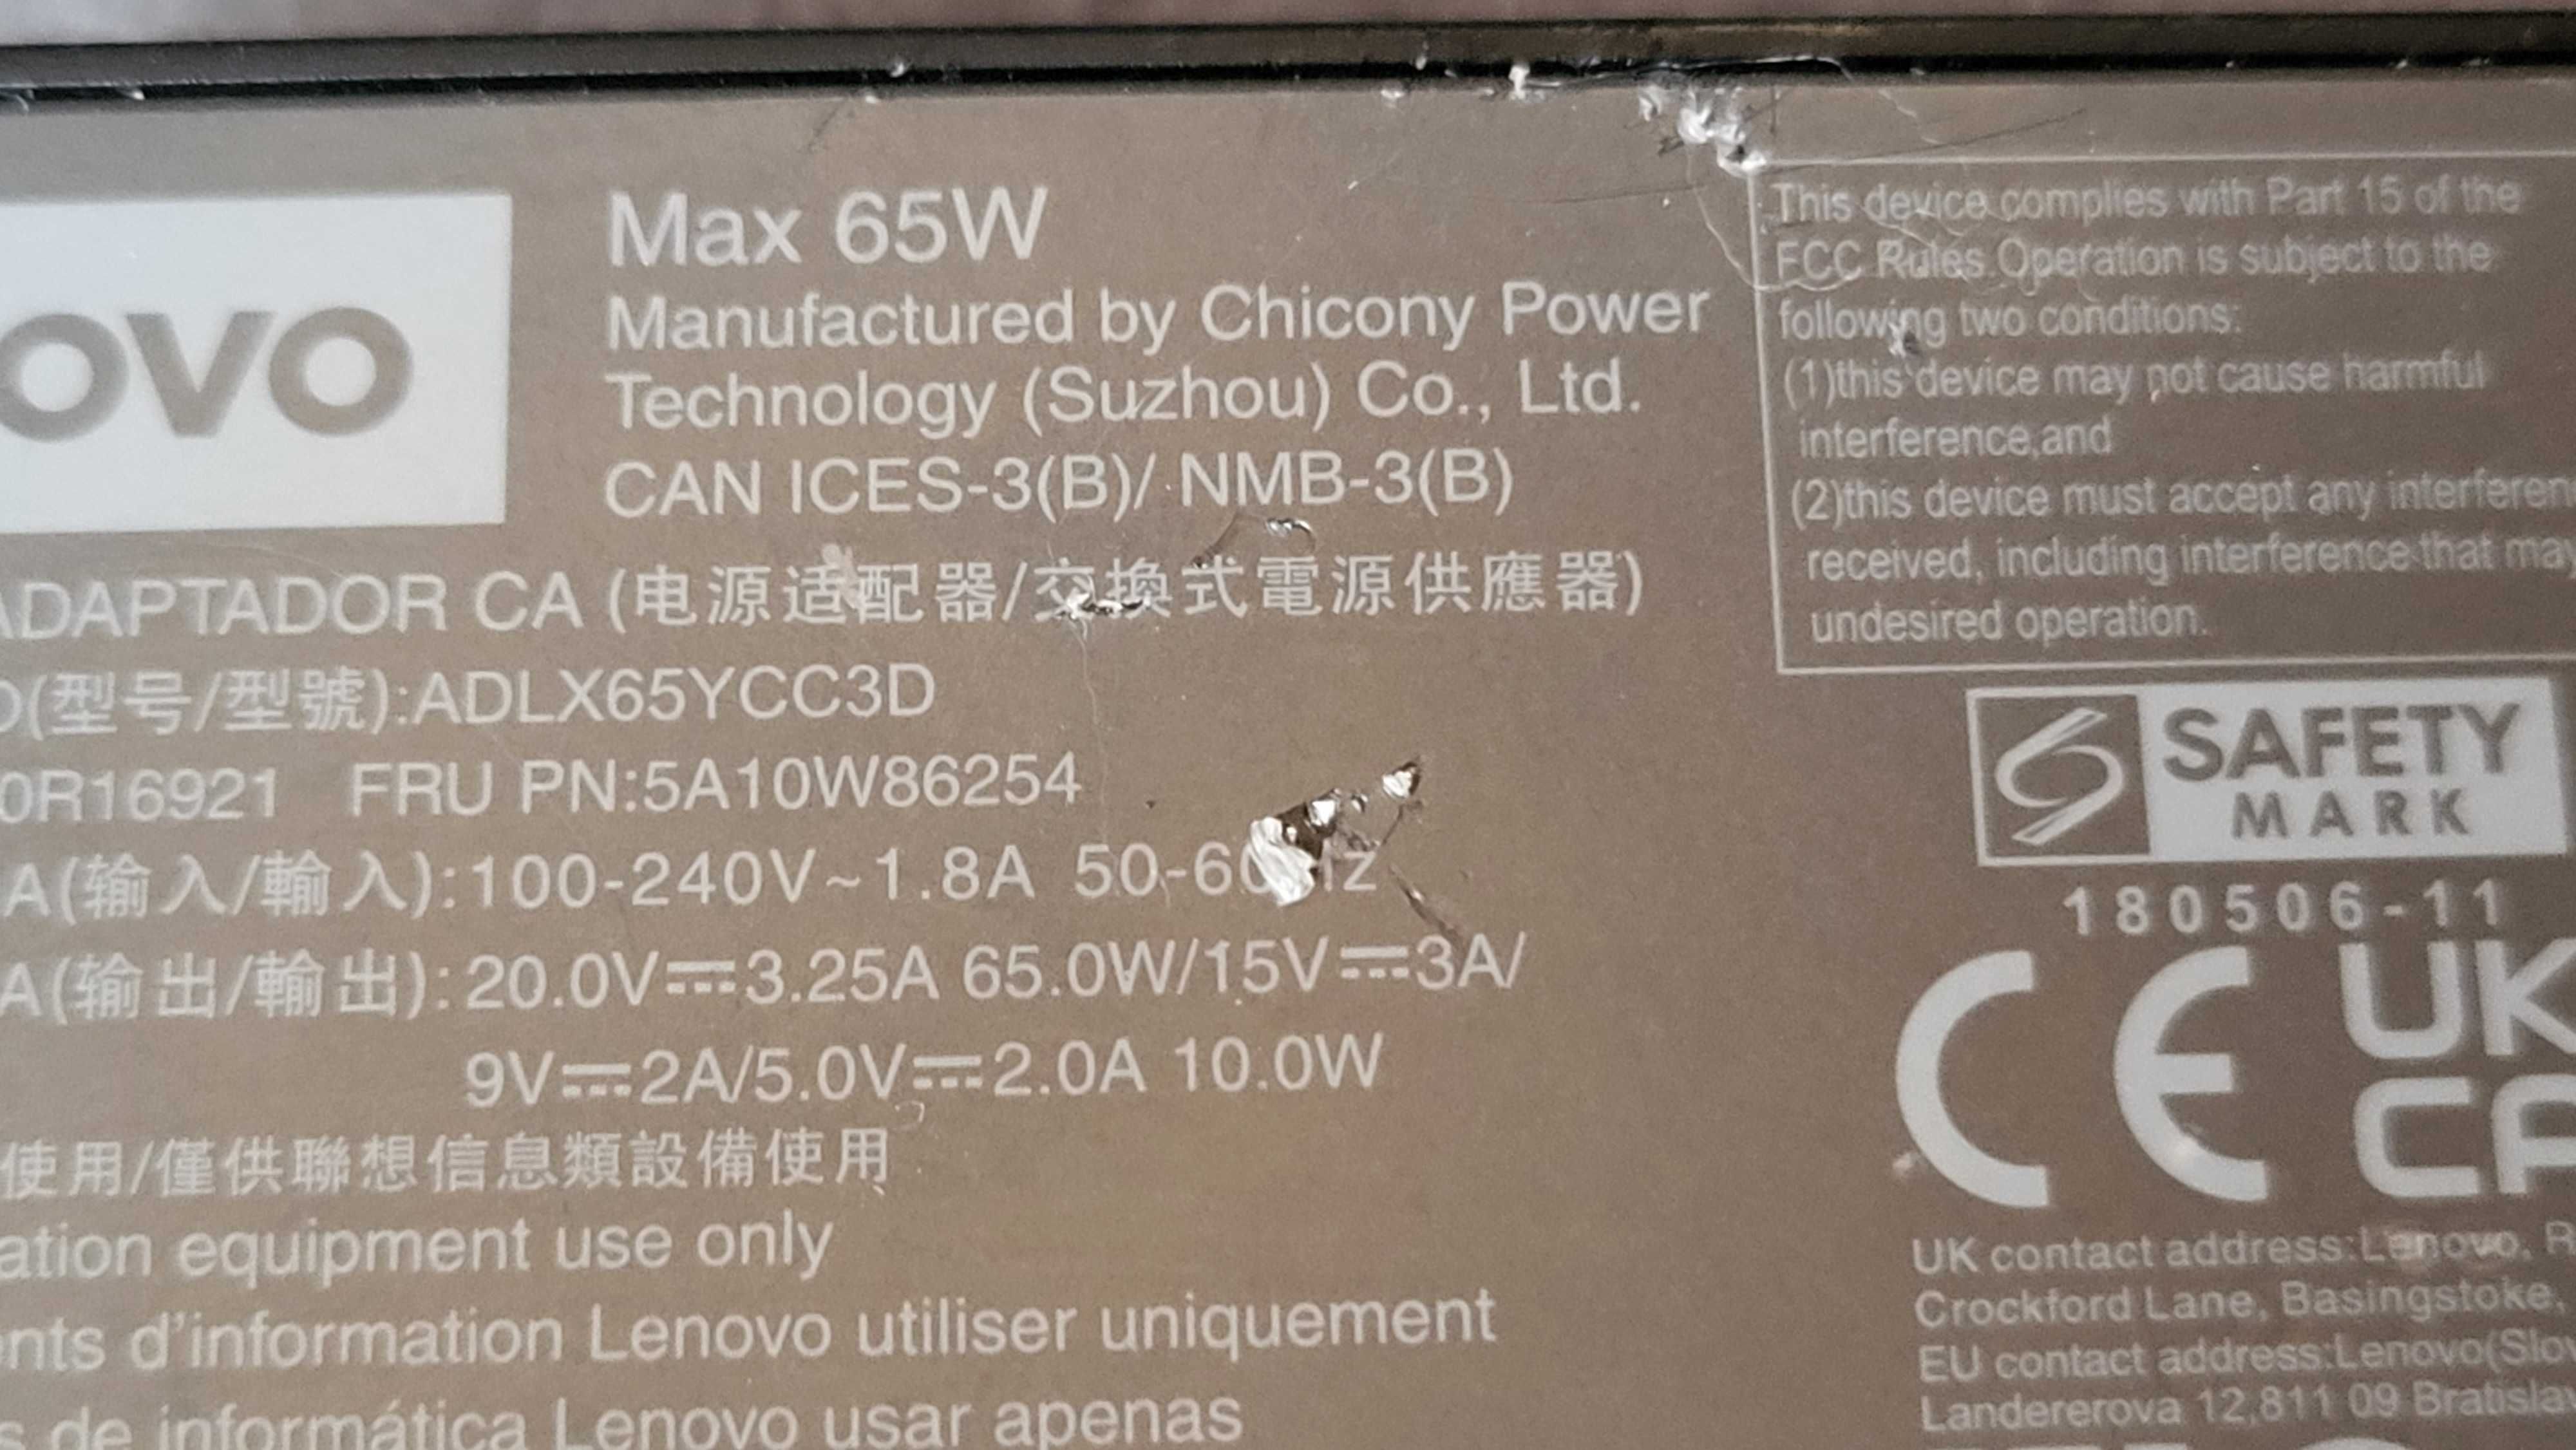 Max 65W
Manufactured by Chicony Power
Technology (Suzhou) Co., Ltd.
CAN ICES-3(B)/ NMB-3(B)
ADAPTADOR CA (电源适配器/交換式電源供應器)
(型号/型號):ADLX65YCC3D
0R16921 FRU PN:5A10W86254
A(输入/輸入):100-240V~1.8A 50-60Hz
A(输出/輸出):20.0V⎓3.25A 65.0W/15V⎓3A/
9V⎓2A/5.0V⎓2.0A 10.0W
使用/僅供聯想信息類設備使用
equipment use only
d'information Lenovo utiliser uniquement
de informática Lenovo usar apenas
This device complies with Part 15 of the
FCC Rules.Operation is subject to the
following two conditions:
(1)this device may not cause harmful
interference,and
(2)this device must accept any
received, including interference that may
undesired operation.
SAFETY
MARK
180506-11
CE
UK
CA
UK contact address:Lenovo,
Crockford Lane, Basingstoke,
EU contact address:Lenovo
Landererova 12,811 09